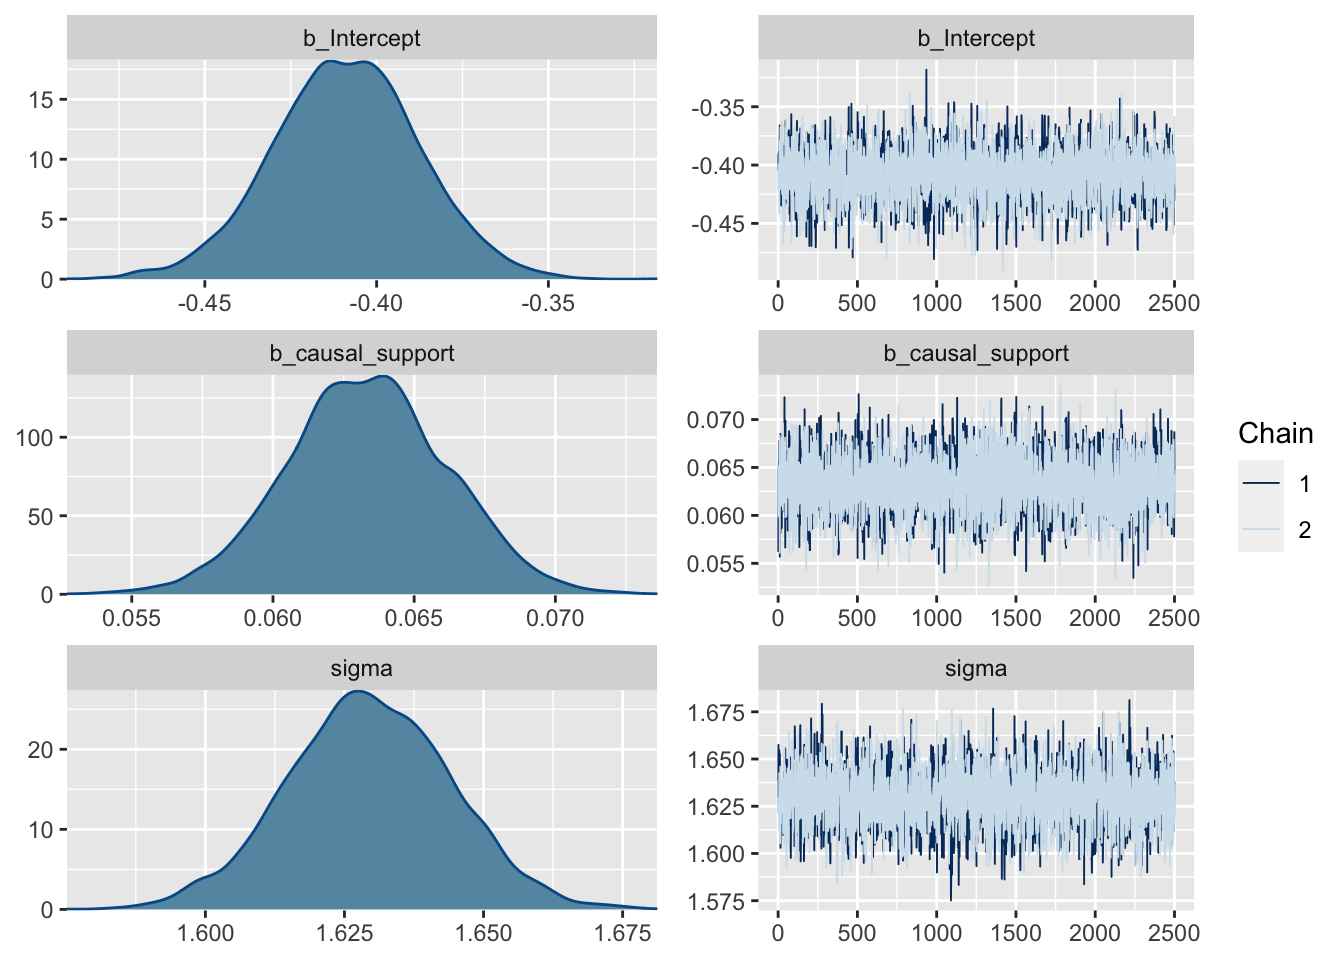 b_Intercept
15
10
5
0
-0.45 -0.40 -0.35
b_Intercept
-0.35
-0.40
-0.45
0 500 1000 1500 2000 2500
b_causal_support
100
50
0
0.055 0.060 0.065 0.070
b_causal_support
0.070
0.065
0.060
0.055
0 500 1000 1500 2000 2500
sigma
20
10
0
1.600 1.625 1.650 1.675
sigma
1.675
1.650
1.625
1.600
1.575
0 500 1000 1500 2000 2500
Chain
1
2